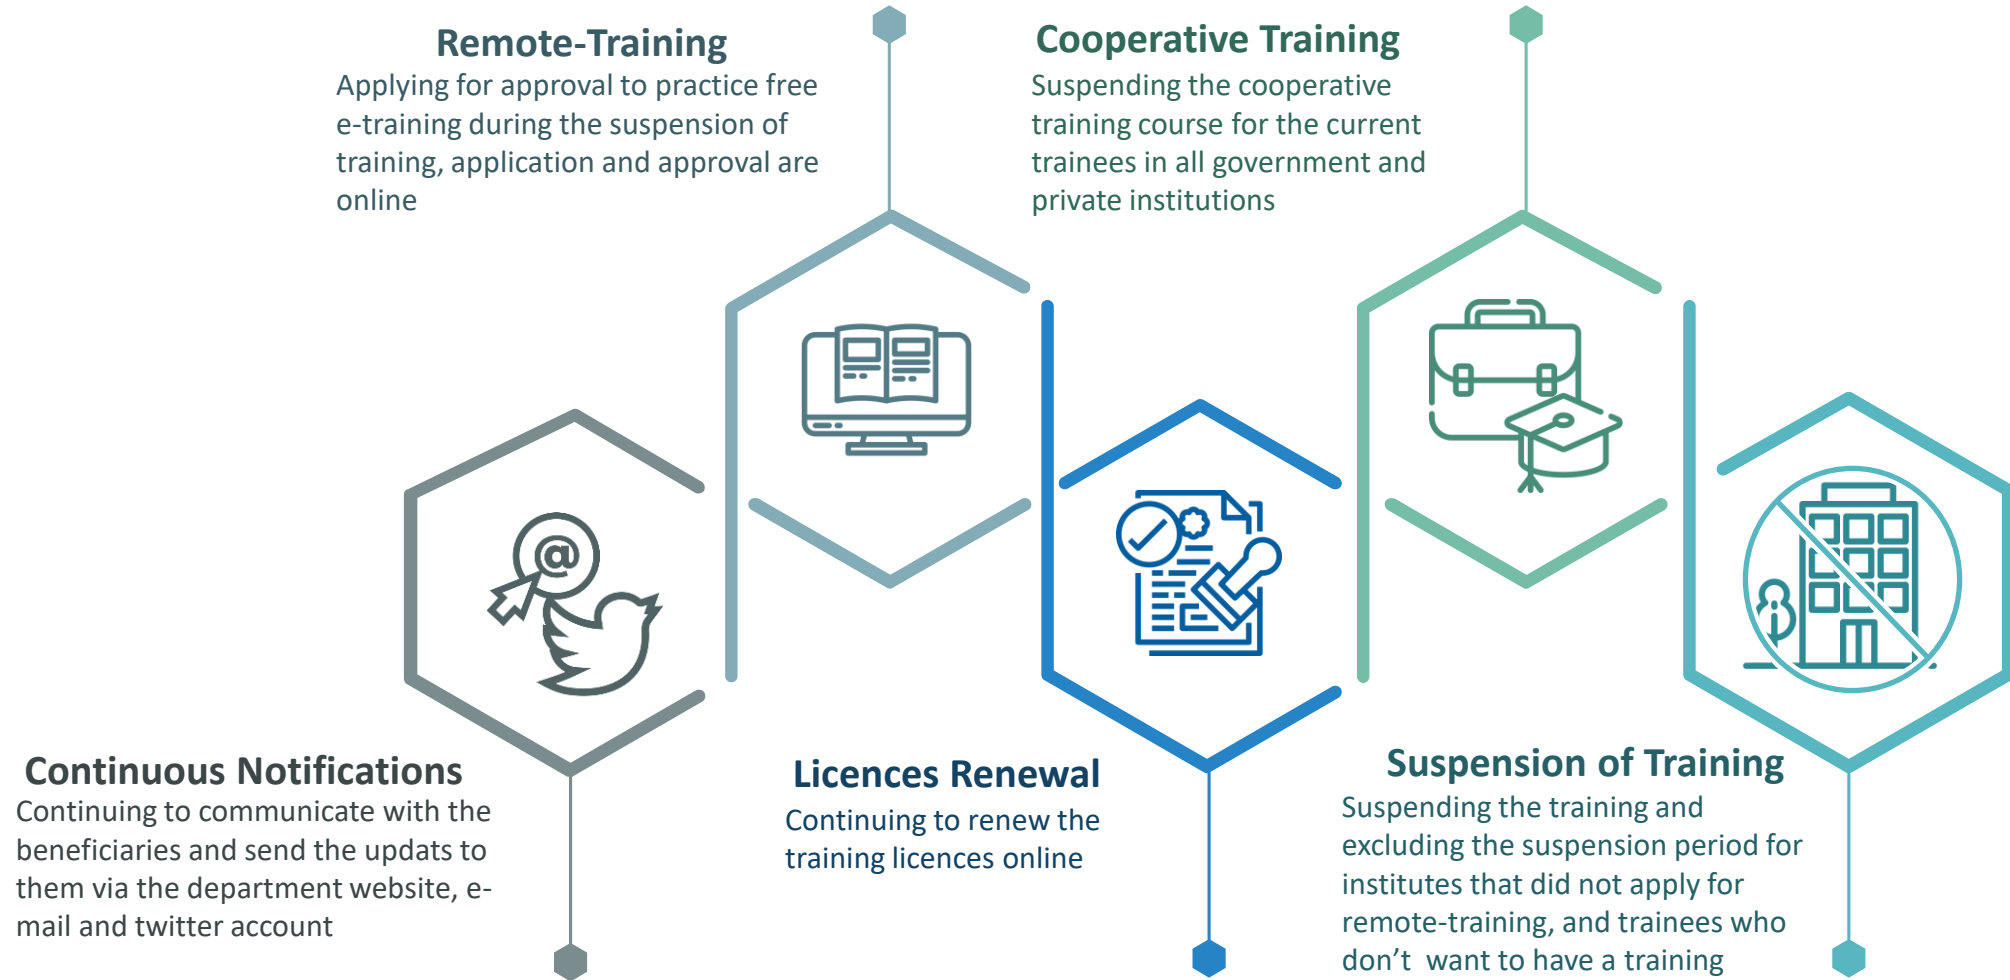 Remote-Training
Applying for approval to practice free
e-training during the suspension of
training, application and approval are
online
Cooperative Training
Suspending the cooperative
training course for the current
trainees in all government and
private institutions
@
Continuous Notifications
Continuing to communicate with the
beneficiaries and send the updats to
them via the department website, e-
mail and twitter account
Licences Renewal
Continuing to renew the
training licences online
Suspension of Training
Suspending the training and
excluding the suspension period for
institutes that did not apply for
remote-training, and trainees who
don’t  want to have a training